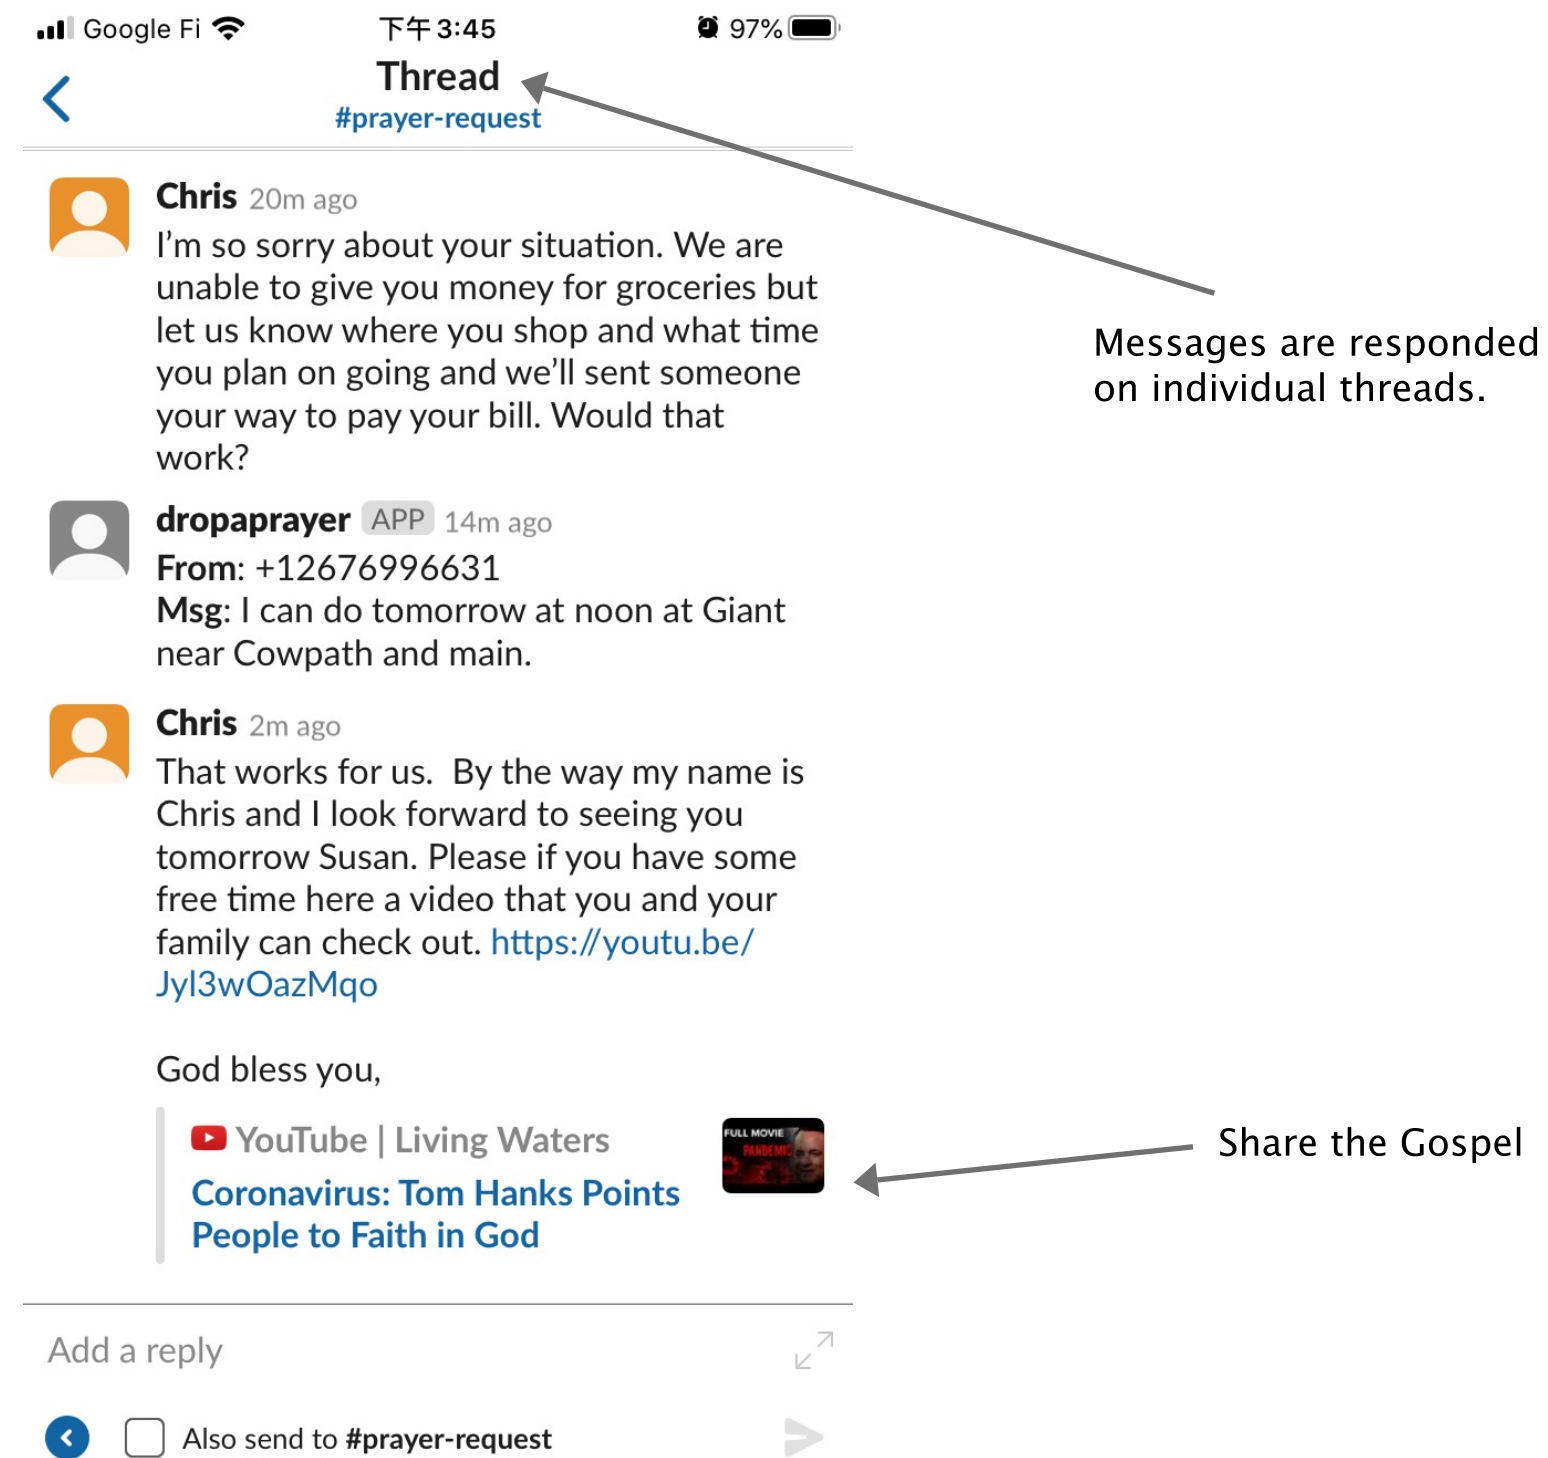 Google Fi 下午3:45 97%
Thread
#prayer-request
Chris 20m ago
I'm so sorry about your situation. We are
unable to give you money for groceries but
let us know where you shop and what time
you plan on going and we'll sent someone
your way to pay your bill. Would that
work?
dropaprayer APP 14m ago
From: +12676996631
Msg: I can do tomorrow at noon at Giant
near Cowpath and main.
Chris 2m ago
That works for us.  By the way my name is
Chris and I look forward to seeing you
tomorrow Susan. Please if you have some
free time here a video that you and your
family can check out. https://youtu.be/
Jyl3wOazMqo
God bless you,
YouTube | Living Waters
Coronavirus: Tom Hanks Points
People to Faith in God
FULL MOVIE
PANDEMIC
Add a reply
Also send to #prayer-request
Messages are responded
on individual threads.
Share the Gospel